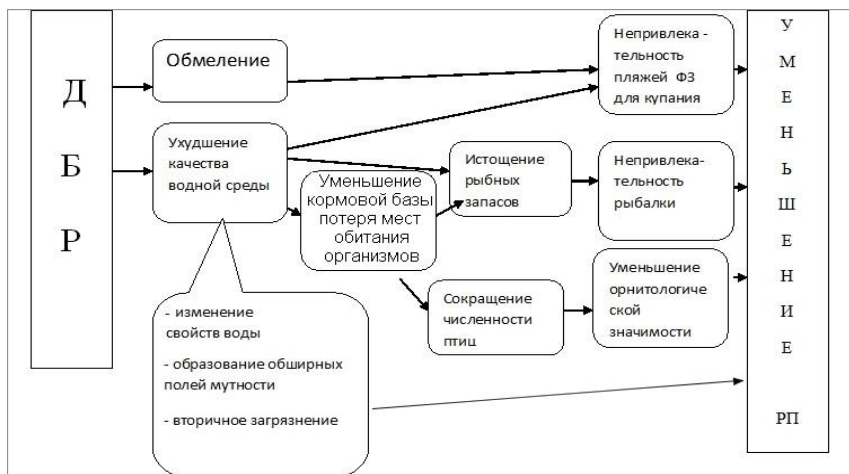 Д
Б
Р
Обмеление
Ухудшение
качества
водной среды
Уменьшение
кормовой базы
потеря мест
обитания
организмов
- изменение
свойств воды
- образование обширных
полей мутности
- вторичное загрязнение
Истощение
рыбных
запасов
Сокращение
численности
птиц
Непривлека -
тельность
пляжей ФЗ
для купания
Непривлека-
тельность
рыбалки
Уменьшение
орнитологиче
ской
значимости
У
М
Е
Н
Ь
Ш
Е
Н
И
Е
РП